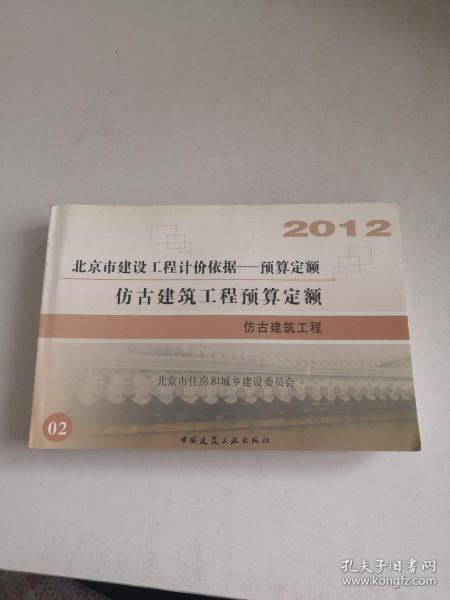 2012
北京市建设工程计价依据——预算定额
仿古建筑工程预算定额
仿古建筑工程
北京市住房和城乡建设委员会
02
中国建筑工业出版社
孔夫子旧书网
www.kongfz.com